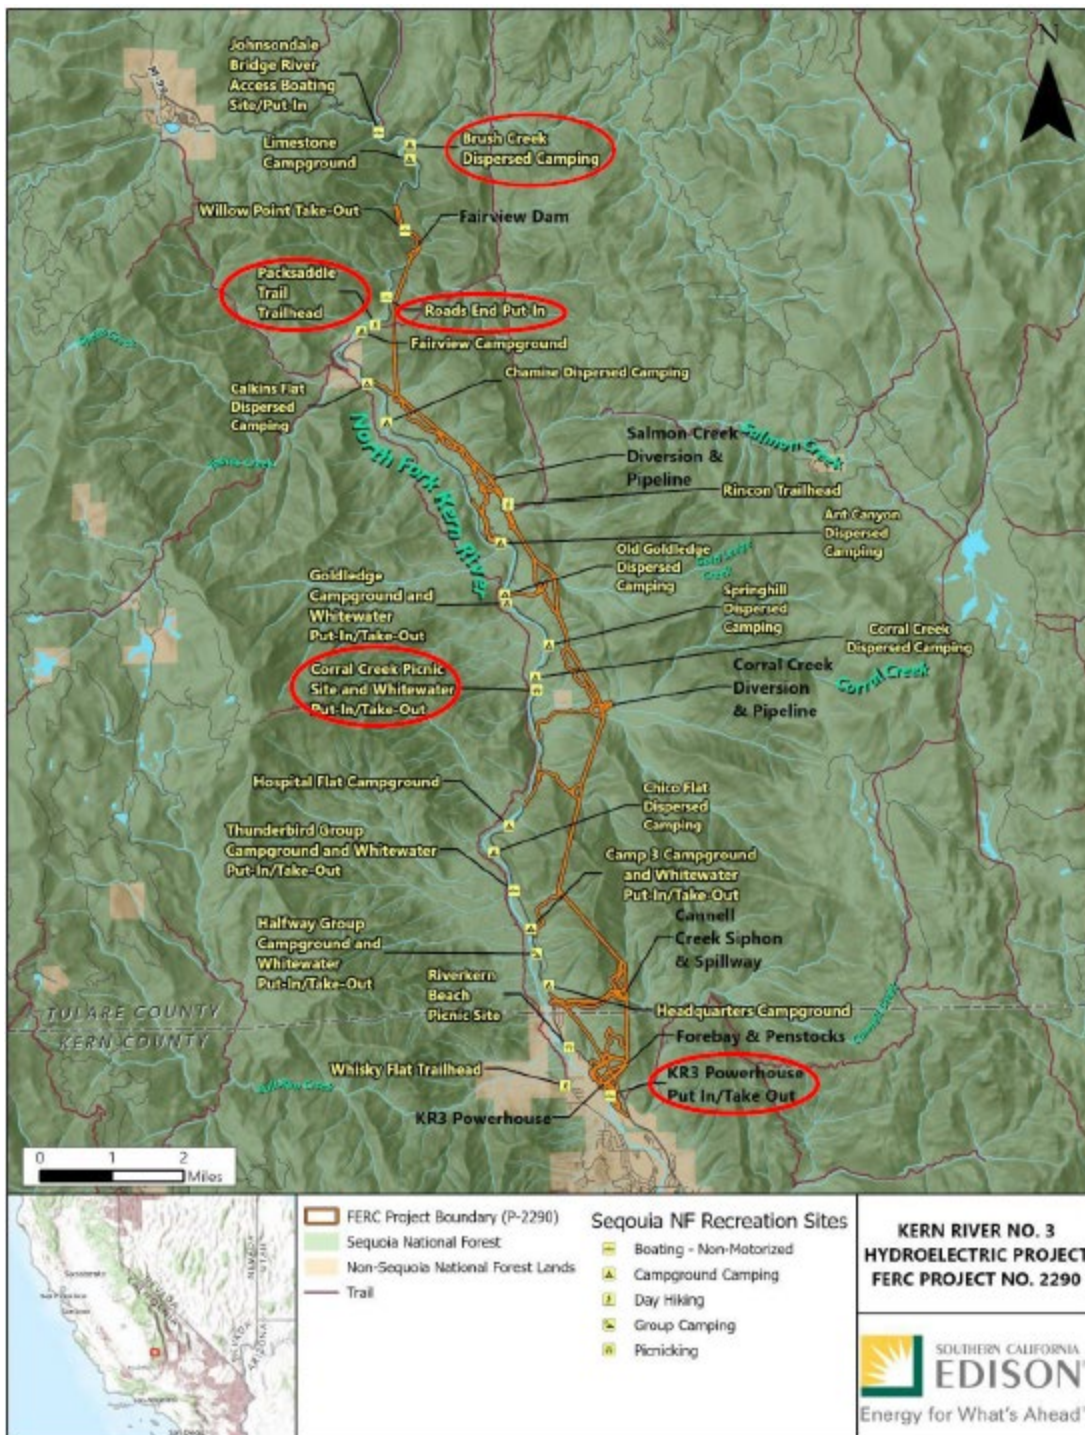 Johnsondale
Bridge River
Access Boating
Site/Put In
N
Limestone
Campground
Brush Creek
Dispersed Camping
Willow Point Take-Out
Fairview Dam
Packsaddle
Trail
Trailhead
Roads End Put-In
Fairview Campground
Chamise Dispersed Camping
Calkins Flat
Dispersed
Camping
North Fork Kern River
Salmon Creek
Diversion &
Pipeline
Salmon Creek
Rincon Trailhead
Ant Canyon
Dispersed
Camping
Old Goldledge
Dispersed
Camping
Gold Ledge
Creek
Goldledge
Campground and
Whitewater
Put-In/Take-Out
Springhill
Dispersed
Camping
Corral Creek
Dispersed Camping
Corral Creek Picnic
Site and Whitewater
Put-In/Take-Out
Corral Creek
Diversion
& Pipeline
Corral Creek
Hospital Flat Campground
Chico Flat
Dispersed
Camping
Thunderbird Group
Campground and Whitewater
Put-In/Take-Out
Camp 3 Campground
and Whitewater
Put-In/Take-Out
Cannell
Creek Siphon
& Spillway
Halfway Group
Campground and
Whitewater
Put-In/Take-Out
Riverkern
Beach
Picnic Site
Headquarters Campground
TULARE COUNTY
KERN COUNTY
Forebay & Penstocks
Whisky Flat Trailhead
KR3 Powerhouse
Put In/Take Out
KR3 Powerhouse
0 1 2
Miles
FERC Project Boundary (P-2290)
Sequoia National Forest
Non-Sequoia National Forest Lands
Trail
Seqouia NF Recreation Sites
Boating - Non-Motorized
Campground Camping
Day Hiking
Group Camping
Picnicking
KERN RIVER NO. 3
HYDROELECTRIC PROJECT
FERC PROJECT NO. 2290
SOUTHERN CALIFORNIA
EDISON
Energy for What's Ahead